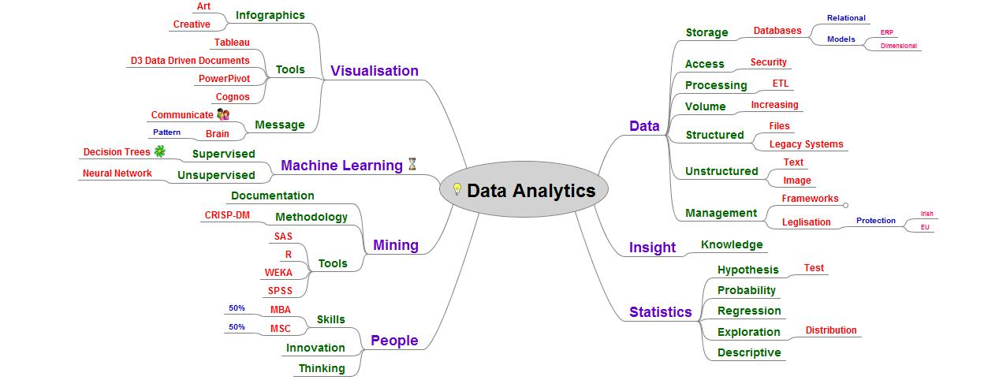 Data Analytics
Visualisation
Infographics
Art
Creative
Tools
Tableau
D3 Data Driven Documents
PowerPivot
Cognos
Message
Communicate
Brain
Pattern
Machine Learning
Supervised
Decision Trees
Unsupervised
Neural Network
Mining
Documentation
Methodology
CRISP-DM
Tools
SAS
R
WEKA
SPSS
People
Skills
MBA
50%
MSC
50%
Innovation
Thinking
Data
Storage
Databases
Relational
Models
ERP
Dimensional
Access
Security
Processing
ETL
Volume
Increasing
Structured
Files
Legacy Systems
Unstructured
Text
Image
Management
Frameworks
Leglisation
Protection
Irish
EU
Insight
Knowledge
Statistics
Hypothesis
Test
Probability
Regression
Exploration
Distribution
Descriptive